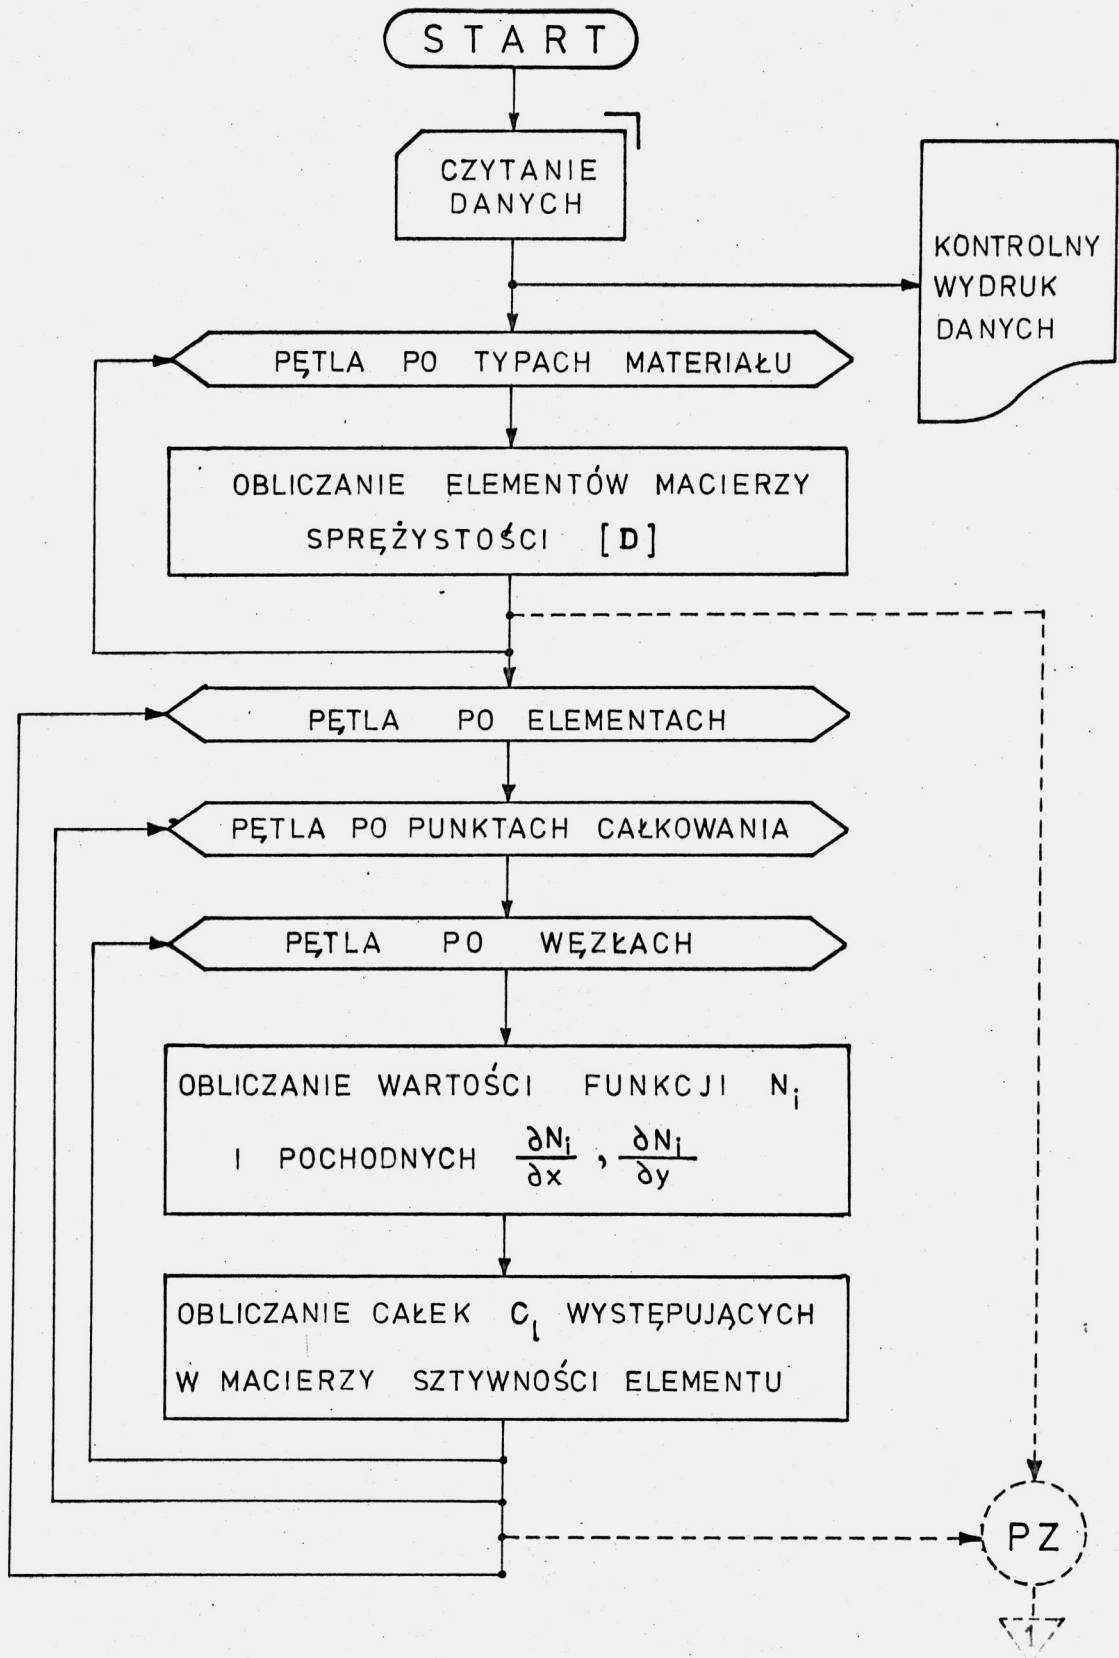 START
CZYTANIE
DANYCH
KONTROLNY
WYDRUK
DANYCH
PĘTLA PO TYPACH MATERIAŁU
OBLICZANIE ELEMENTÓW MACIERZY
SPRĘŻYSTOŚCI [D]
PĘTLA PO ELEMENTACH
PĘTLA PO PUNKTACH CAŁKOWANIA
PĘTLA PO WĘZŁACH
OBLICZANIE WARTOŚCI FUNKCJI Nᵢ
I POCHODNYCH ∂Nᵢ/∂x , ∂Nᵢ/∂y
OBLICZANIE CAŁEK Cₗ WYSTĘPUJĄCYCH
W MACIERZY SZTYWNOŚCI ELEMENTU
PZ
1